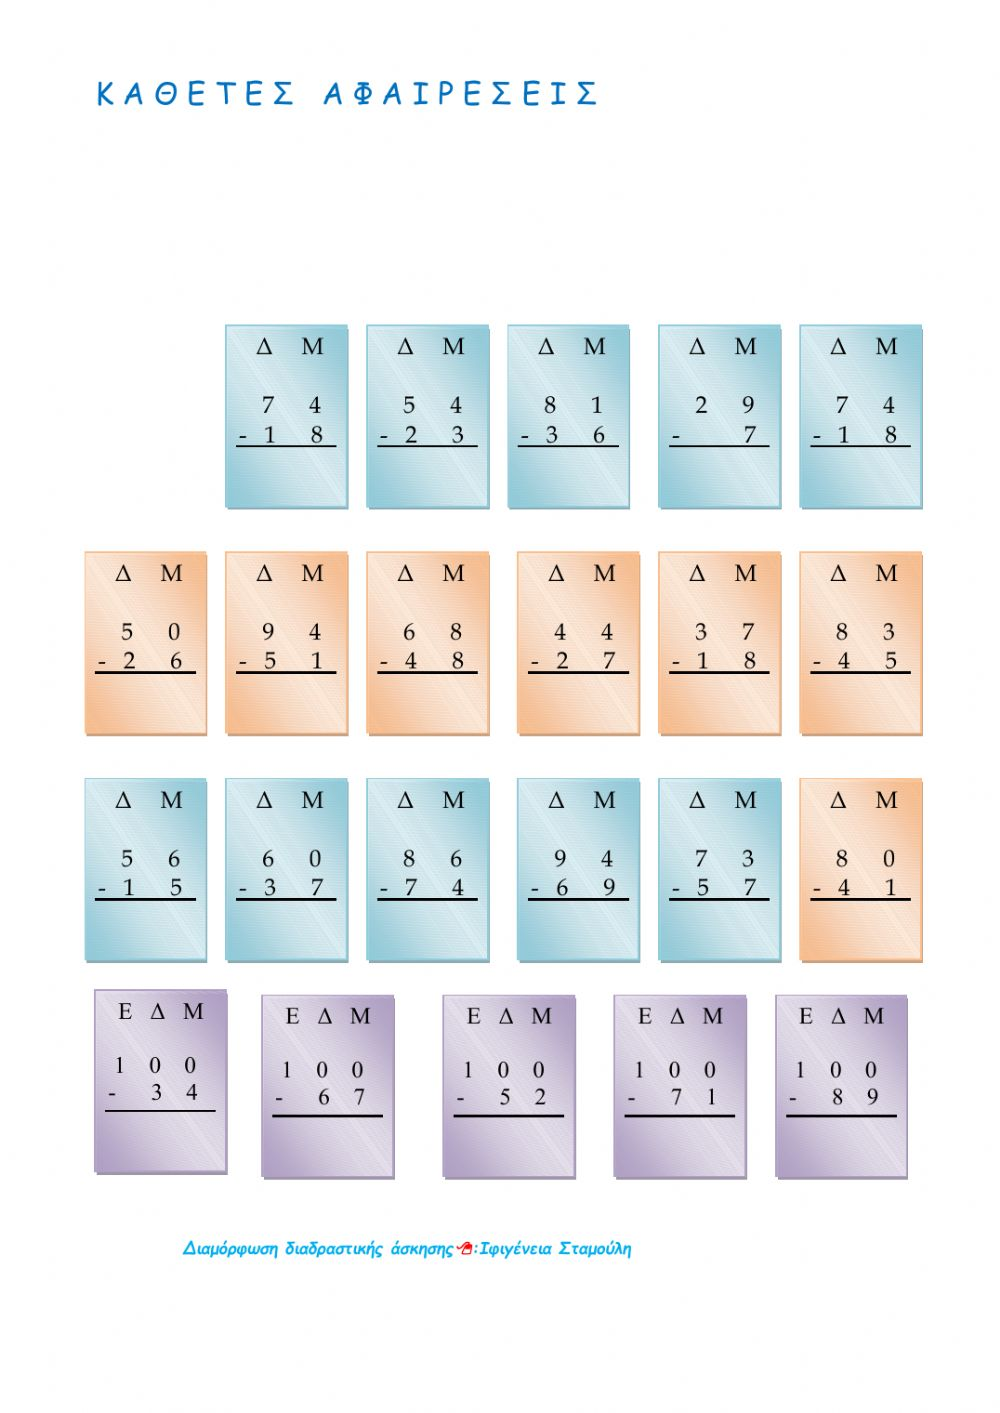 ΚΑΘΕΤΕΣ ΑΦΑΙΡΕΣΕΙΣ
Δ Μ Δ Μ Δ Μ Δ Μ Δ Μ
7 4 5 4 8 1 2 9 7 4
- 1 8 - 2 3 - 3 6 - 7 - 1 8
Δ Μ Δ Μ Δ Μ Δ Μ Δ Μ Δ Μ
5 0 9 4 6 8 4 4 3 7 8 3
- 2 6 - 5 1 - 4 8 - 2 7 - 1 8 - 4 5
Δ Μ Δ Μ Δ Μ Δ Μ Δ Μ Δ Μ
5 6 6 0 8 6 9 4 7 3 8 0
- 1 5 - 3 7 - 7 4 - 6 9 - 5 7 - 4 1
Ε Δ Μ Ε Δ Μ Ε Δ Μ Ε Δ Μ Ε Δ Μ
1 0 0 1 0 0 1 0 0 1 0 0 1 0 0
- 3 4 - 6 7 - 5 2 - 7 1 - 8 9
Διαμόρφωση διαδραστικής άσκησης :Ιφιγένεια Σταμούλη